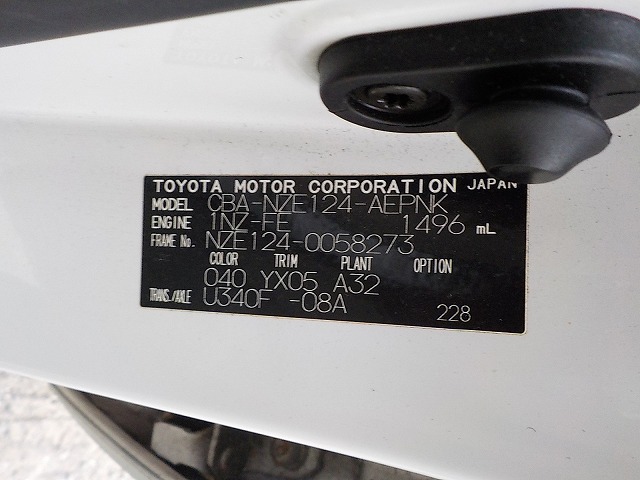 TOYOTA MOTOR CORPORATION JAPAN
MODEL CBA-NZE124-AEPNK
ENGINE 1NZ-FE 1496 mL
FRAME No. NZE124-0058273
COLOR TRIM PLANT OPTION
040 YX05 A32
TRANS./AXLE U340F -08A
228